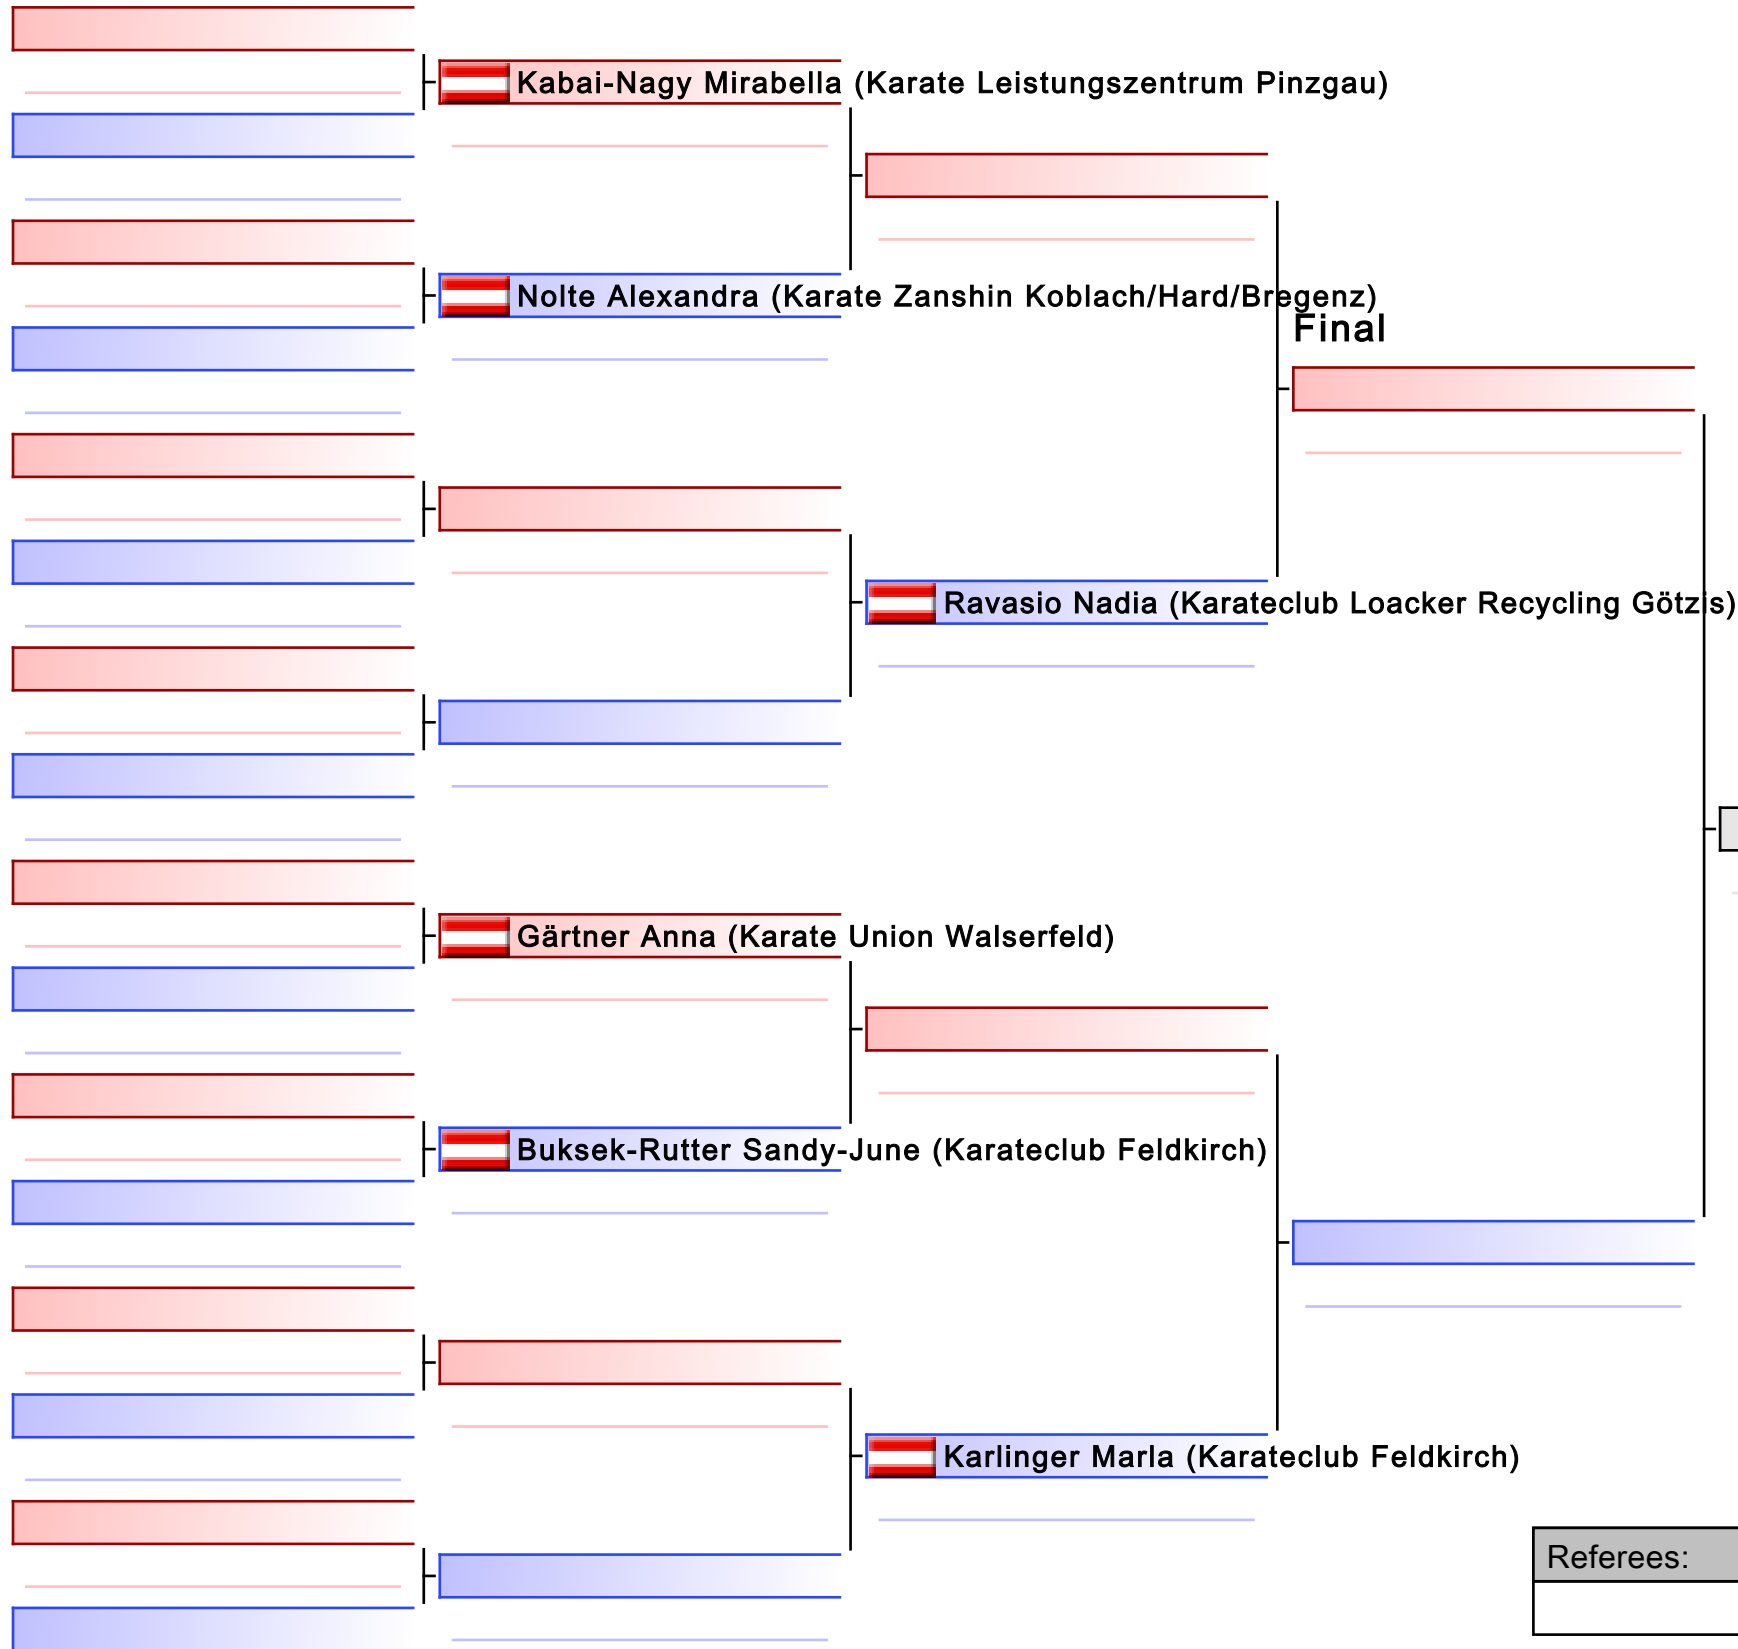 Kabai-Nagy Mirabella (Karate Leistungszentrum Pinzgau)
Nolte Alexandra (Karate Zanshin Koblach/Hard/Bregenz)
Final
Ravasio Nadia (Karateclub Loacker Recycling Götzis)
Gärtner Anna (Karate Union Walserfeld)
Buksek-Rutter Sandy-June (Karateclub Feldkirch)
Karlinger Marla (Karateclub Feldkirch)
Referees: